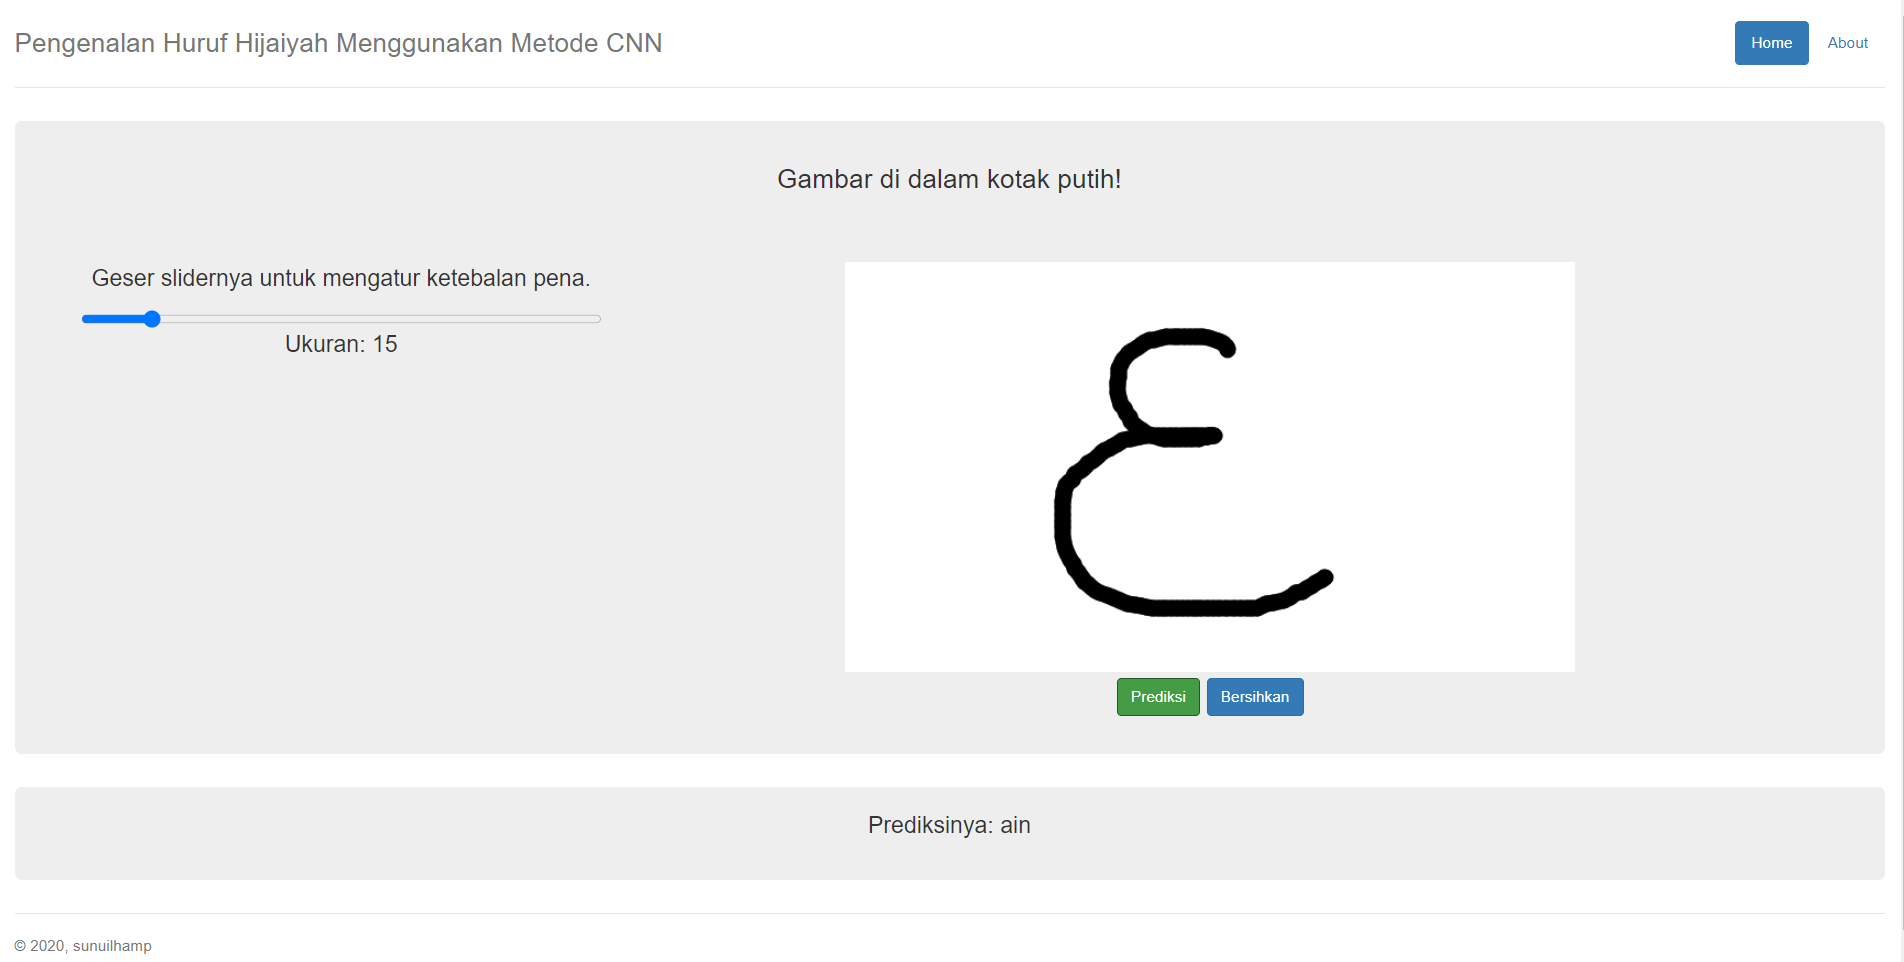 Pengenalan Huruf Hijaiyah Menggunakan Metode CNN
Home
About
Gambar di dalam kotak putih!
Geser slidernya untuk mengatur ketebalan pena.
Ukuran: 15
ع
Prediksi
Bersihkan
Prediksinya: ain
© 2020, sunuilhamp